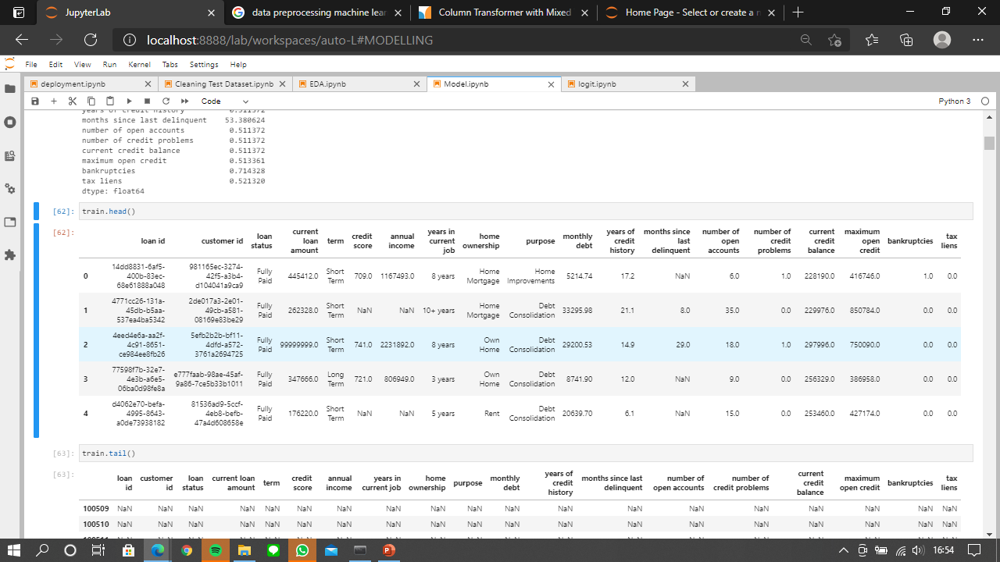 JupyterLab
data preprocessing machine lear
Column Transformer with Mixed
Home Page - Select or create a n
localhost:8888/lab/workspaces/auto-L#MODELLING
File Edit View Run Kernel Tabs Settings Help
deployment.ipynb
Cleaning Test Dataset.ipynb
EDA.ipynb
Model.ipynb
logit.ipynb
Code
Python 3
years of credit history 0.511372
months since last delinquent 53.380624
number of open accounts 0.511372
number of credit problems 0.511372
current credit balance 0.511372
maximum open credit 0.513361
bankruptcies 0.714328
tax liens 0.521320
dtype: float64
[62]: train.head()
[62]:
loan id customer id loan status current loan amount term credit score annual income years in current job home ownership purpose monthly debt years of credit history months since last delinquent number of open accounts number of credit problems current credit balance maximum open credit bankruptcies tax liens
0 14dd8831-6af5-400b-83ec-68e61888a048 981165ec-3274-42f5-a3b4-d104041a9ca9 Fully Paid 445412.0 Short Term 709.0 1167493.0 8 years Home Mortgage Home Improvements 5214.74 17.2 NaN 6.0 1.0 228190.0 416746.0 1.0 0.0
1 4771cc26-131a-45db-b5aa-537ea4ba5342 2de017a3-2e01-49cb-a581-08169e83be29 Fully Paid 262328.0 Short Term NaN NaN 10+ years Home Mortgage Debt Consolidation 33295.98 21.1 8.0 35.0 0.0 229976.0 850784.0 0.0 0.0
2 4eed4e6a-aa2f-4c91-8651-ce984ee8fb26 5efb2b2b-bf11-4dfd-a572-3761a2694725 Fully Paid 99999999.0 Short Term 741.0 2231892.0 8 years Own Home Debt Consolidation 29200.53 14.9 29.0 18.0 1.0 297996.0 750090.0 0.0 0.0
3 77598f7b-32e7-4e3b-a6e5-06ba0d98fe8a e777faab-98ae-45af-9a86-7ce5b33b1011 Fully Paid 347666.0 Long Term 721.0 806949.0 3 years Own Home Debt Consolidation 8741.90 12.0 NaN 9.0 0.0 256329.0 386958.0 0.0 0.0
4 d4062e70-befa-4995-8643-a0de73938182 81536ad9-5ccf-4eb8-befb-47a4d608658e Fully Paid 176220.0 Short Term NaN NaN 5 years Rent Debt Consolidation 20639.70 6.1 NaN 15.0 0.0 253460.0 427174.0 0.0 0.0
[63]: train.tail()
[63]:
loan id customer id loan status current loan amount term credit score annual income years in current job home ownership purpose monthly debt years of credit history months since last delinquent number of open accounts number of credit problems current credit balance maximum open credit bankruptcies tax liens
100509 NaN NaN NaN NaN NaN NaN NaN NaN NaN NaN NaN NaN NaN NaN NaN NaN NaN NaN NaN
100510 NaN NaN NaN NaN NaN NaN NaN NaN NaN NaN NaN NaN NaN NaN NaN NaN NaN NaN NaN
16:54